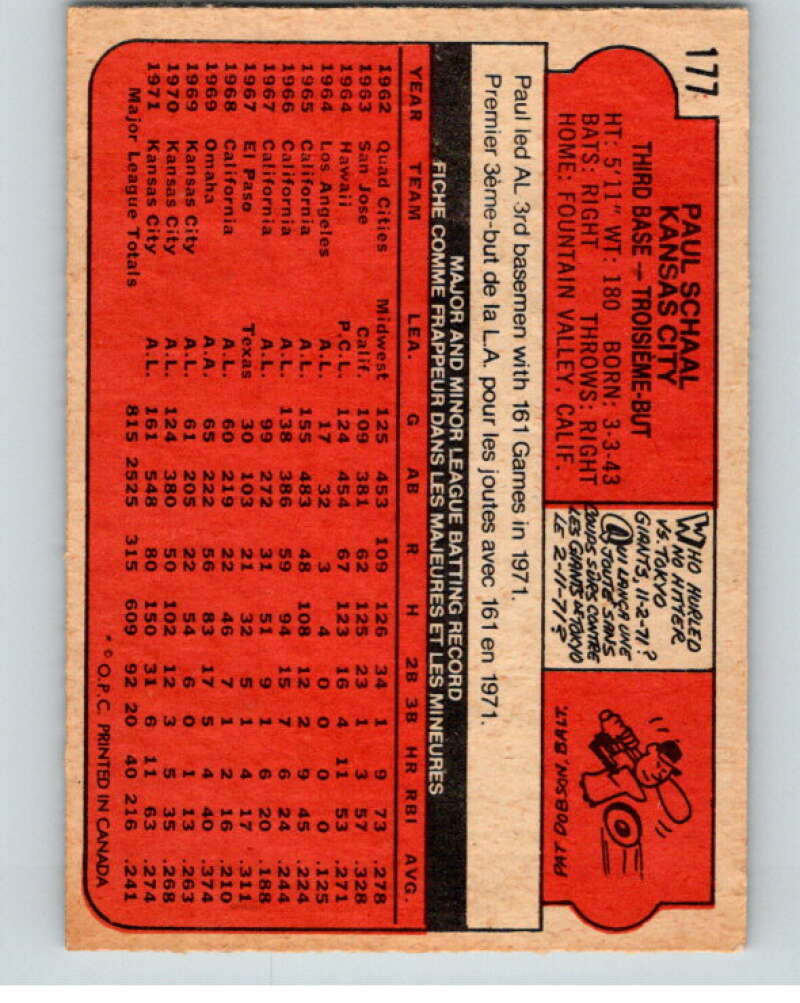 177
PAUL SCHAAL
KANSAS CITY
THIRD BASE -- TROISIÈME-BUT
HT: 5'11" WT: 180 BORN: 3-3-43
BATS: RIGHT THROWS: RIGHT
HOME: FOUNTAIN VALLEY, CALIF.
WHO HURLED
NO HITTER
VS TOKYO
GIANTS, 11-2-71?
QUI LANÇA UNE
JOUTE SANS
COUPS SÛRS CONTRE
LES GIANTS DE TOKYO
LE 2-11-71?
PAT DOBSON, BALT.
Paul led AL 3rd basemen with 161 Games in 1971.
Premier 3ème-but de la L.A. pour les joutes avec 161 en 1971.
MAJOR AND MINOR LEAGUE BATTING RECORD
FICHE COMME FRAPPEUR DANS LES MAJEURES ET LES MINEURES
YEAR TEAM LEA. G AB R H 2B 3B HR RBI AVG.
1962 Quad Cities Midwest 125 453 109 126 34 1 9 73 .278
1963 San Jose Calif. 109 381 62 125 23 1 3 57 .328
1964 Hawaii P.C.L. 124 454 67 123 16 4 11 53 .271
1964 Los Angeles A.L. 17 32 3 4 0 0 0 0 .125
1965 California A.L. 155 483 48 108 12 2 9 45 .224
1966 California A.L. 138 386 59 94 15 7 6 24 .244
1967 California A.L. 99 272 31 51 9 1 6 20 .188
1967 El Paso Texas 30 103 21 32 5 1 4 17 .311
1968 California A.L. 60 219 22 46 7 1 2 16 .210
1969 Omaha A.A. 65 222 56 83 17 5 4 40 .374
1969 Kansas City A.L. 61 205 22 54 6 0 1 13 .263
1970 Kansas City A.L. 124 380 50 102 12 3 5 35 .268
1971 Kansas City A.L. 161 548 80 150 31 6 11 63 .274
Major League Totals 815 2525 315 609 92 20 40 216 .241
* © O.P.C. PRINTED IN CANADA